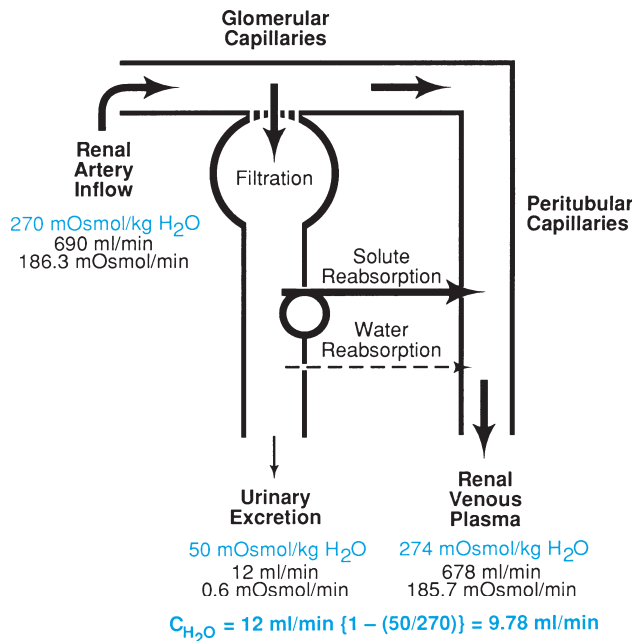 Glomerular
Capillaries
Renal
Artery
Inflow
270 mOsmol/kg H₂O
690 ml/min
186.3 mOsmol/min
Filtration
Peritubular
Capillaries
Solute
Reabsorption
Water
Reabsorption
Urinary
Excretion
50 mOsmol/kg H₂O
12 ml/min
0.6 mOsmol/min
Renal
Venous
Plasma
274 mOsmol/kg H₂O
678 ml/min
185.7 mOsmol/min
C_H₂O = 12 ml/min {1 – (50/270)} = 9.78 ml/min